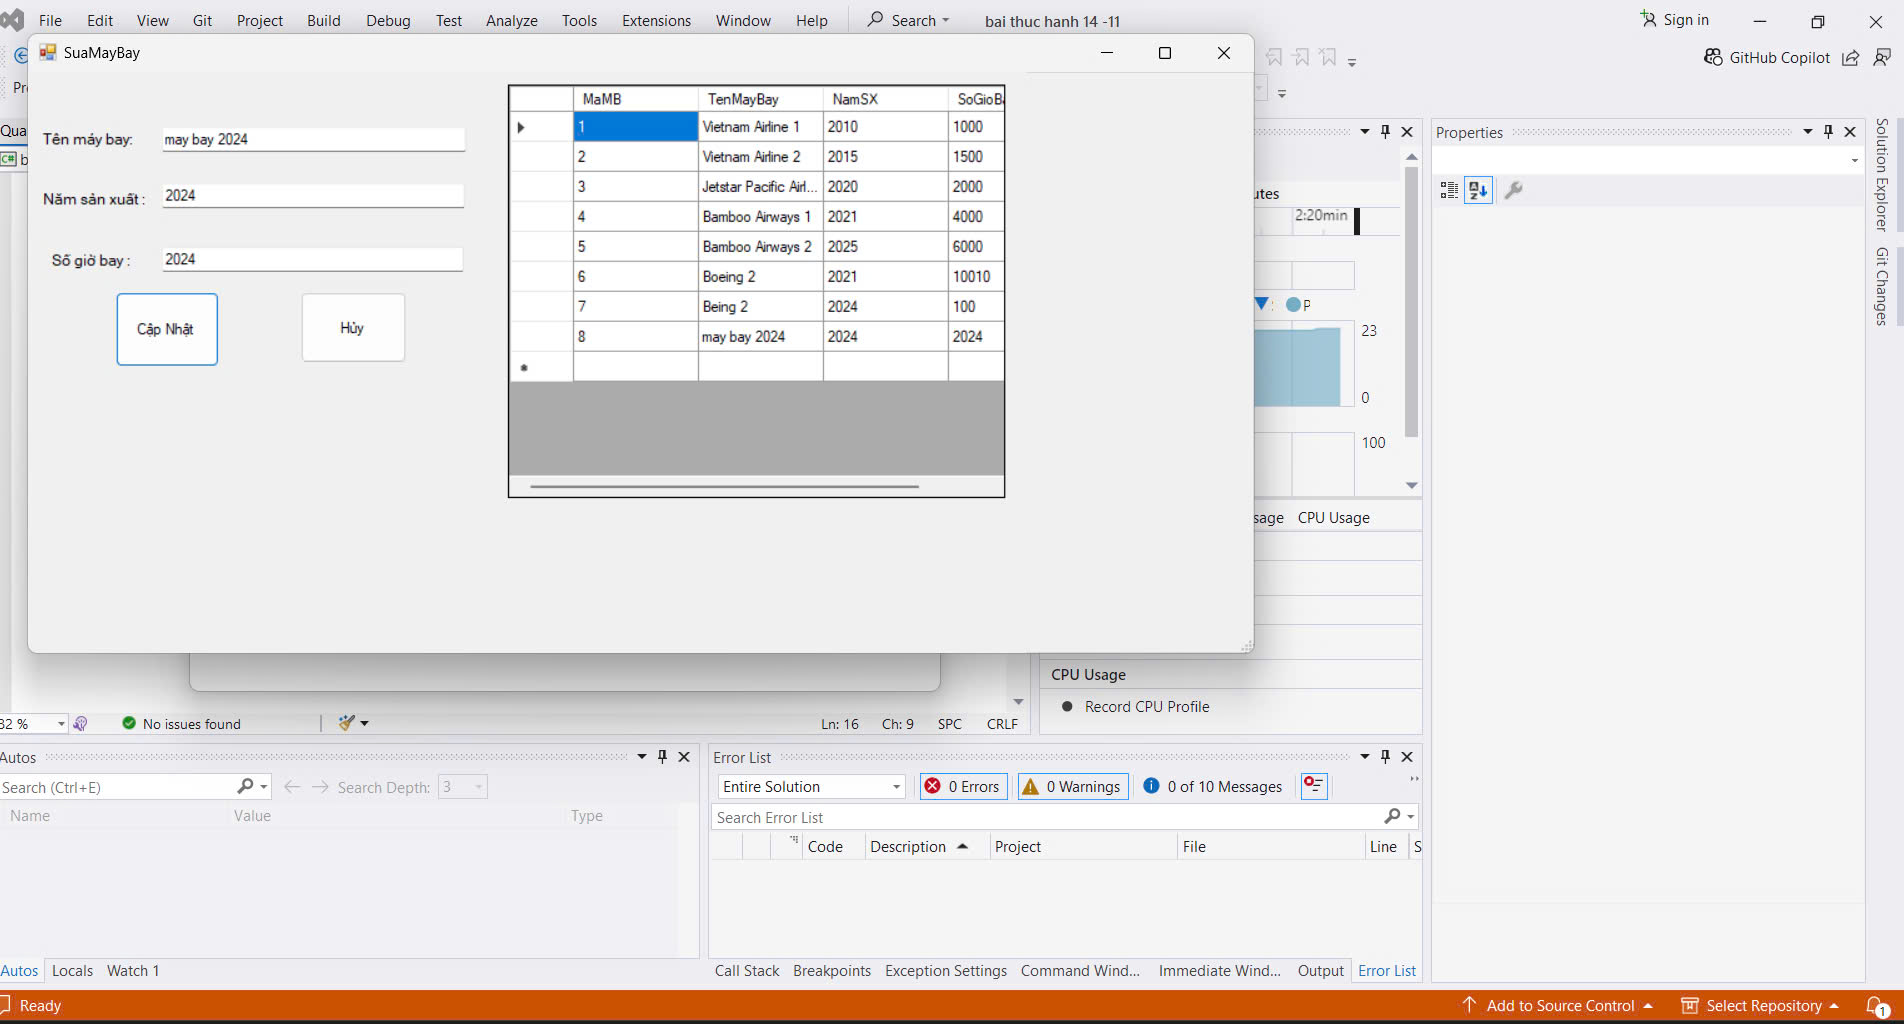 File Edit View Git Project Build Debug Test Analyze Tools Extensions Window Help Search bai thuc hanh 14 -11 Sign in
SuaMayBay
GitHub Copilot
Tên máy bay: may bay 2024
Năm sản xuất : 2024
Số giờ bay : 2024
Cập Nhật Hủy
MaMB TenMayBay NamSX SoGioBa
1 Vietnam Airline 1 2010 1000
2 Vietnam Airline 2 2015 1500
3 Jetstar Pacific Airl... 2020 2000
4 Bamboo Airways 1 2021 4000
5 Bamboo Airways 2 2025 6000
6 Boeing 2 2021 10010
7 Being 2 2024 100
8 may bay 2024 2024 2024
Pr
Qua
b
utes
2:20min
P
23
0
100
sage CPU Usage
CPU Usage
Record CPU Profile
Properties
Solution Explorer
Git Changes
82 % No issues found Ln: 16 Ch: 9 SPC CRLF
Autos
Search (Ctrl+E) Search Depth: 3
Name Value Type
Autos Locals Watch 1
Error List
Entire Solution 0 Errors 0 Warnings 0 of 10 Messages
Search Error List
Code Description Project File Line S
Call Stack Breakpoints Exception Settings Command Wind... Immediate Wind... Output Error List
Ready Add to Source Control Select Repository 1